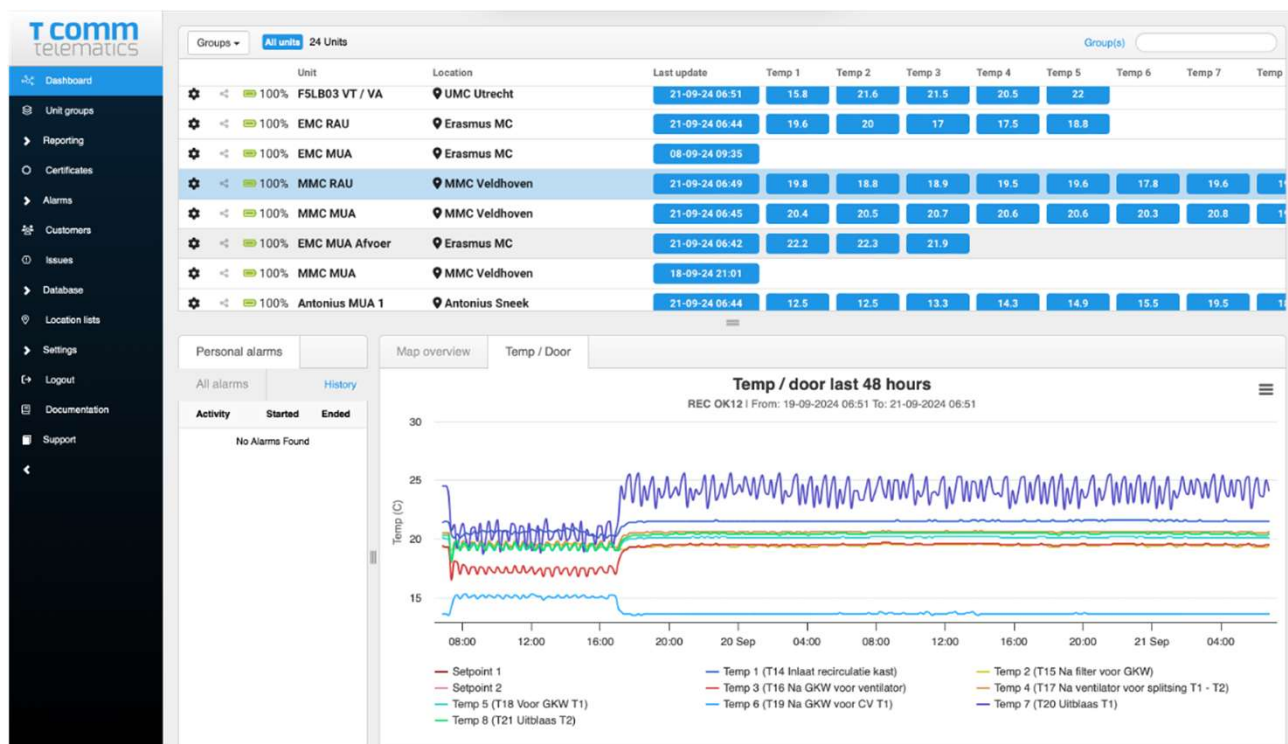 T comm
telematics
Dashboard
Unit groups
Reporting
Certificates
Alarms
Customers
Issues
Database
Location lists
Settings
Logout
Documentation
Support
Groups All units 24 Units Group(s)
Unit Location Last update Temp 1 Temp 2 Temp 3 Temp 4 Temp 5 Temp 6 Temp 7 Temp
100% F5LB03 VT / VA UMC Utrecht 21-09-24 06:51 15.8 21.6 21.5 20.5 22
100% EMC RAU Erasmus MC 21-09-24 06:44 19.6 20 17 17.5 18.8
100% EMC MUA Erasmus MC 08-09-24 09:35
100% MMC RAU MMC Veldhoven 21-09-24 06:49 19.8 18.8 18.9 19.5 19.6 17.8 19.6
100% MMC MUA MMC Veldhoven 21-09-24 06:45 20.4 20.5 20.7 20.6 20.6 20.3 20.8
100% EMC MUA Afvoer Erasmus MC 21-09-24 06:42 22.2 22.3 21.9
100% MMC MUA MMC Veldhoven 18-09-24 21:01
100% Antonius MUA 1 Antonius Sneek 21-09-24 06:44 12.5 12.5 13.3 14.3 14.9 15.5 19.5
Personal alarms
All alarms History
Activity Started Ended
No Alarms Found
Map overview Temp / Door
Temp / door last 48 hours
REC OK12 | From: 19-09-2024 06:51 To: 21-09-2024 06:51
Temp (C)
30
25
20
15
08:00 12:00 16:00 20:00 20 Sep 04:00 08:00 12:00 16:00 20:00 21 Sep 04:00
Setpoint 1 Temp 1 (T14 Inlaat recirculatie kast) Temp 2 (T15 Na filter voor GKW)
Setpoint 2 Temp 3 (T16 Na GKW voor ventilator) Temp 4 (T17 Na ventilator voor splitsing T1 - T2)
Temp 5 (T18 Voor GKW T1) Temp 6 (T19 Na GKW voor CV T1) Temp 7 (T20 Uitblaas T1)
Temp 8 (T21 Uitblaas T2)